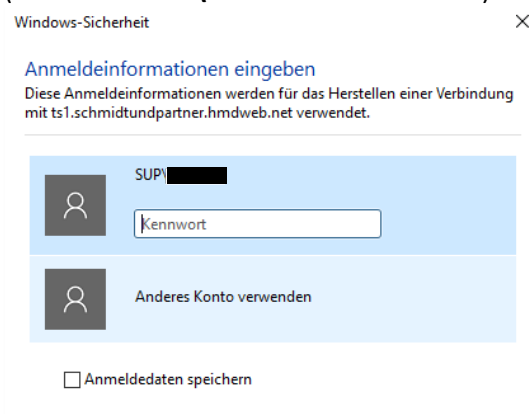 Windows-Sicherheit
Anmeldeinformationen eingeben
Diese Anmeldeinformationen werden für das Herstellen einer Verbindung
mit ts1.schmidtundpartner.hmdweb.net verwendet.
SUP\
Kennwort
Anderes Konto verwenden
Anmeldedaten speichern